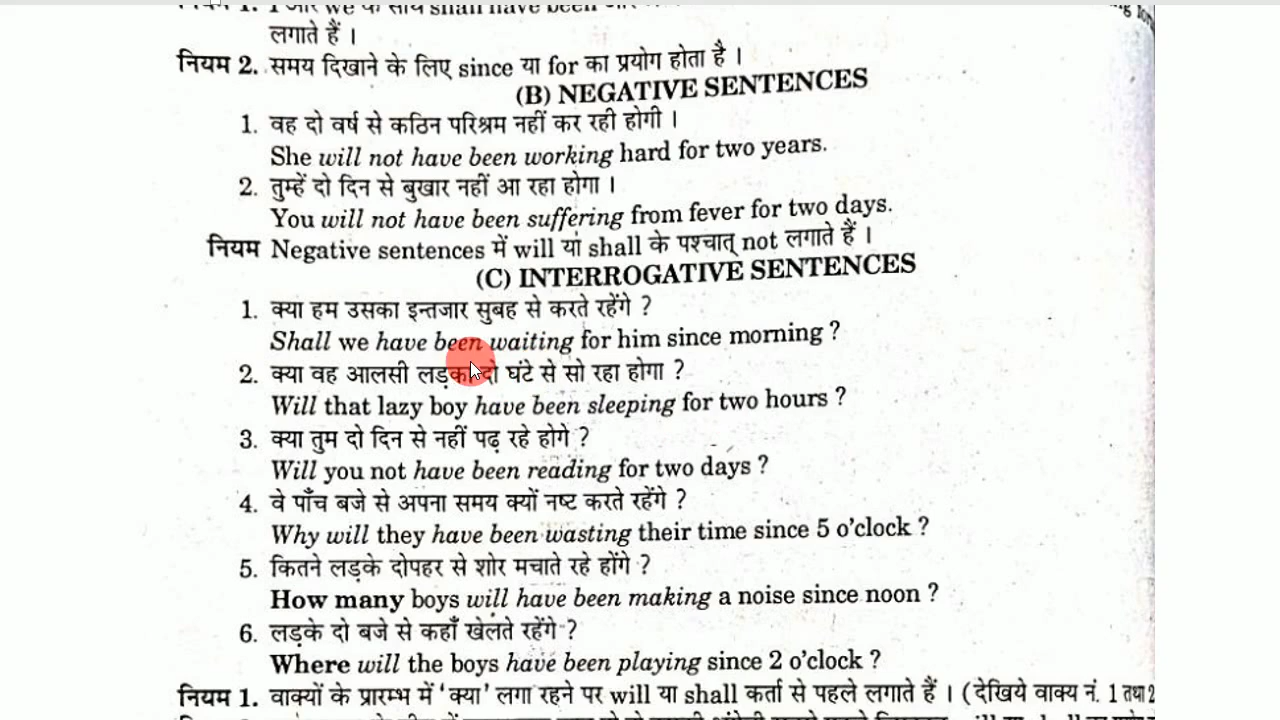 नियम 1. I और we के साथ shall have been और
लगाते हैं ।
नियम 2. समय दिखाने के लिए since या for का प्रयोग होता है ।
(B) NEGATIVE SENTENCES
1. वह दो वर्ष से कठिन परिश्रम नहीं कर रही होगी ।
She will not have been working hard for two years.
2. तुम्हें दो दिन से बुखार नहीं आ रहा होगा ।
You will not have been suffering from fever for two days.
नियम Negative sentences में will या shall के पश्चात् not लगाते हैं ।
(C) INTERROGATIVE SENTENCES
1. क्या हम उसका इन्तजार सुबह से करते रहेंगे ?
Shall we have been waiting for him since morning ?
2. क्या वह आलसी लड़का दो घंटे से सो रहा होगा ?
Will that lazy boy have been sleeping for two hours ?
3. क्या तुम दो दिन से नहीं पढ़ रहे होगे ?
Will you not have been reading for two days ?
4. वे पाँच बजे से अपना समय क्यों नष्ट करते रहेंगे ?
Why will they have been wasting their time since 5 o'clock ?
5. कितने लड़के दोपहर से शोर मचाते रहे होंगे ?
How many boys will have been making a noise since noon ?
6. लड़के दो बजे से कहाँ खेलते रहेंगे ?
Where will the boys have been playing since 2 o'clock ?
नियम 1. वाक्यों के प्रारम्भ में 'क्या' लगा रहने पर will या shall कर्ता से पहले लगाते हैं । ( देखिये वाक्य नं. 1 तथा 2